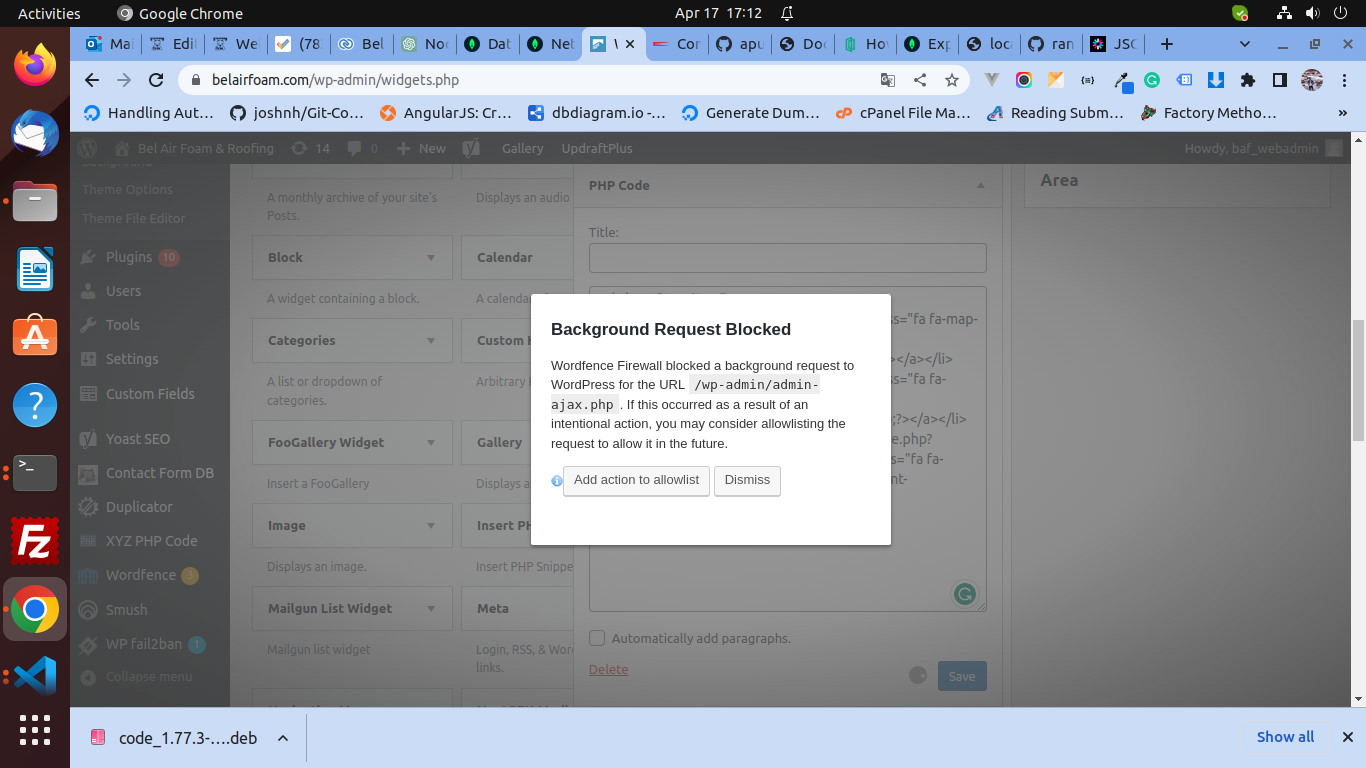 Activities
Google Chrome
Apr 17 17:12
Mai
Edi
We
(78
Bel
Noc
Dat
Net
W
Cor
apu
Doc
Hov
Exp
loca
ran
JSC
belairfoam.com/wp-admin/widgets.php
Handling Aut…
joshnh/Git-Co…
AngularJS: Cr…
dbdiagram.io -…
Generate Dum…
cPanel File Ma…
Reading Subm…
Factory Metho…
»
Bel Air Foam & Roofing
14
0
New
Gallery
UpdraftPlus
Howdy, baf_webadmin
Background
Theme Options
Theme File Editor
Plugins 10
Users
Tools
Settings
Custom Fields
Yoast SEO
Contact Form DB
Duplicator
XYZ PHP Code
Wordfence 3
Smush
WP fail2ban 1
Collapse menu
A monthly archive of your site's
Posts.
Block
A widget containing a block.
Categories
A list or dropdown of
categories.
FooGallery Widget
Insert a FooGallery
Image
Displays an image.
Mailgun List Widget
Mailgun list widget
Displays an audio
Calendar
A calenda
Custom H
Arbitrary
Gallery
Displays a
Insert PH
Insert PHP Snippe
Meta
Login, RSS, & Wor
links.
PHP Code
Title:
ss="fa fa-map-
></a></li>
ss="fa fa-
;?></a></li>
e.php?
s="fa fa-
nt-
Automatically add paragraphs.
Delete
Save
Area
Background Request Blocked
Wordfence Firewall blocked a background request to
WordPress for the URL /wp-admin/admin-
ajax.php . If this occurred as a result of an
intentional action, you may consider allowlisting the
request to allow it in the future.
Add action to allowlist
Dismiss
code_1.77.3-….deb
Show all